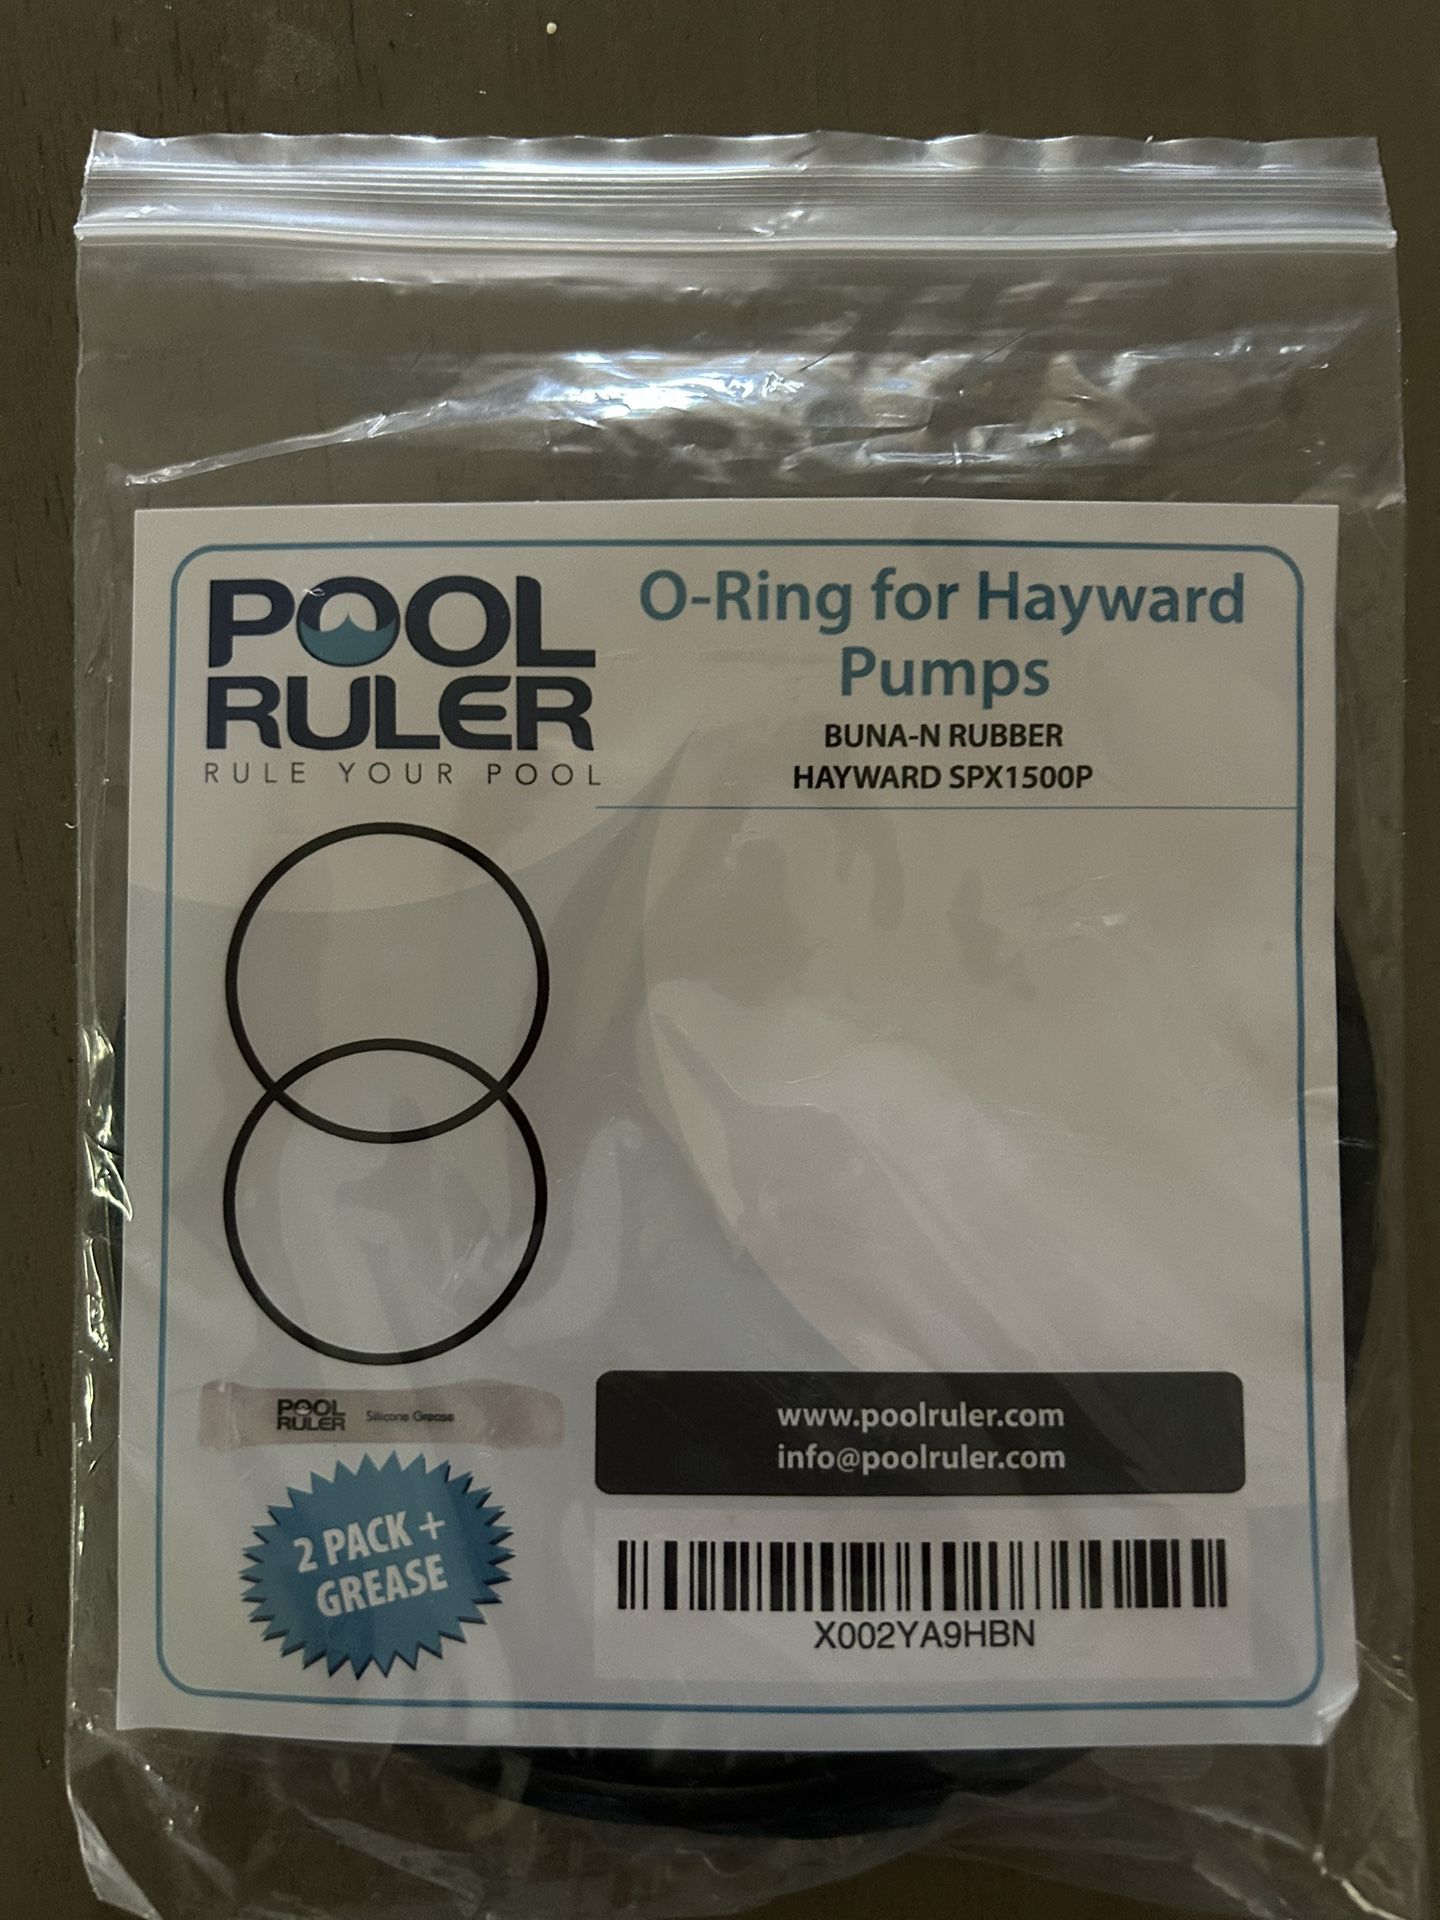 POOL
RULER
RULE YOUR POOL
O-Ring for Hayward
Pumps
BUNA-N RUBBER
HAYWARD SPX1500P
POOL
RULER
Silicone Grease
2 PACK +
GREASE
www.poolruler.com
info@poolruler.com
X002YA9HBN